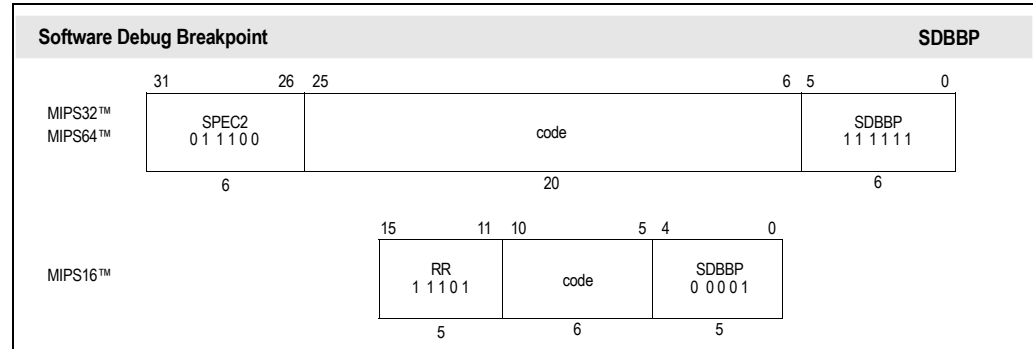 Software Debug Breakpoint SDBBP
31 26 25 6 5 0
MIPS32™
MIPS64™
SPEC2
0 1 1 1 0 0
code
SDBBP
1 1 1 1 1 1
6 20 6
15 11 10 5 4 0
MIPS16™
RR
1 1 1 0 1
code
SDBBP
0 0 0 0 1
5 6 5